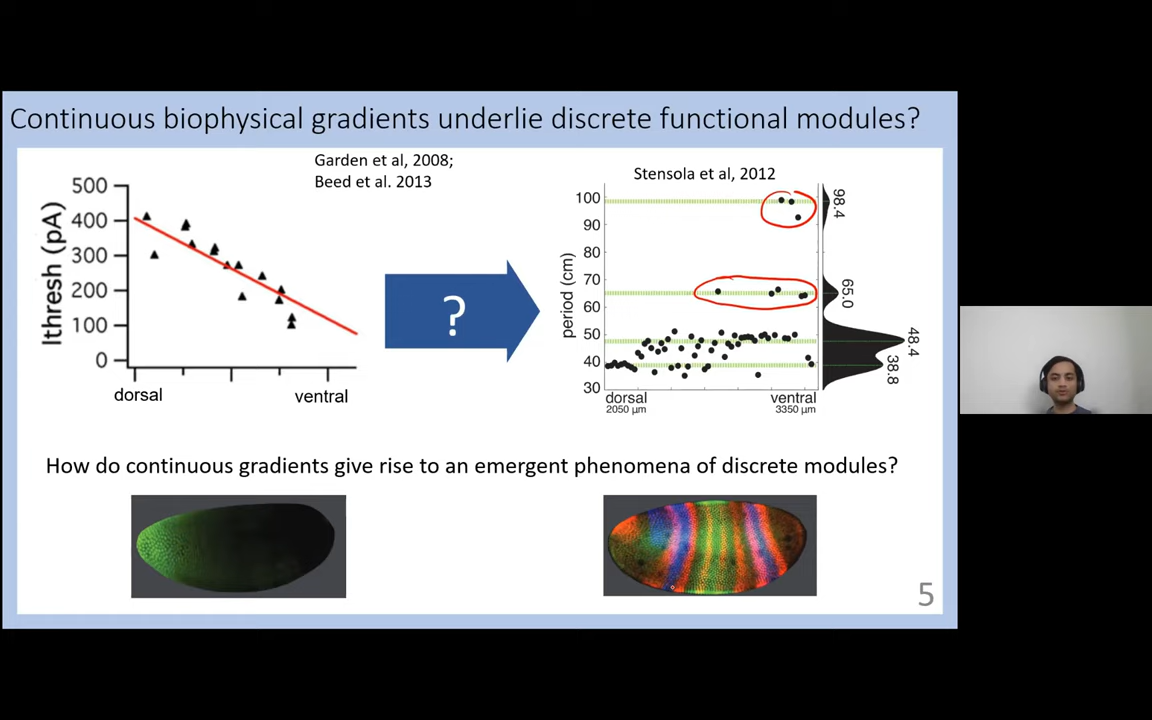 Continuous biophysical gradients underlie discrete functional modules?
Garden et al, 2008;
Beed et al. 2013
Ithresh (pA)
500
400
300
200
100
0
dorsal
ventral
?
Stensola et al, 2012
period (cm)
100
90
80
70
60
50
40
30
dorsal
2050 μm
ventral
3350 μm
98.4
65.0
48.4
38.8
How do continuous gradients give rise to an emergent phenomena of discrete modules?
5